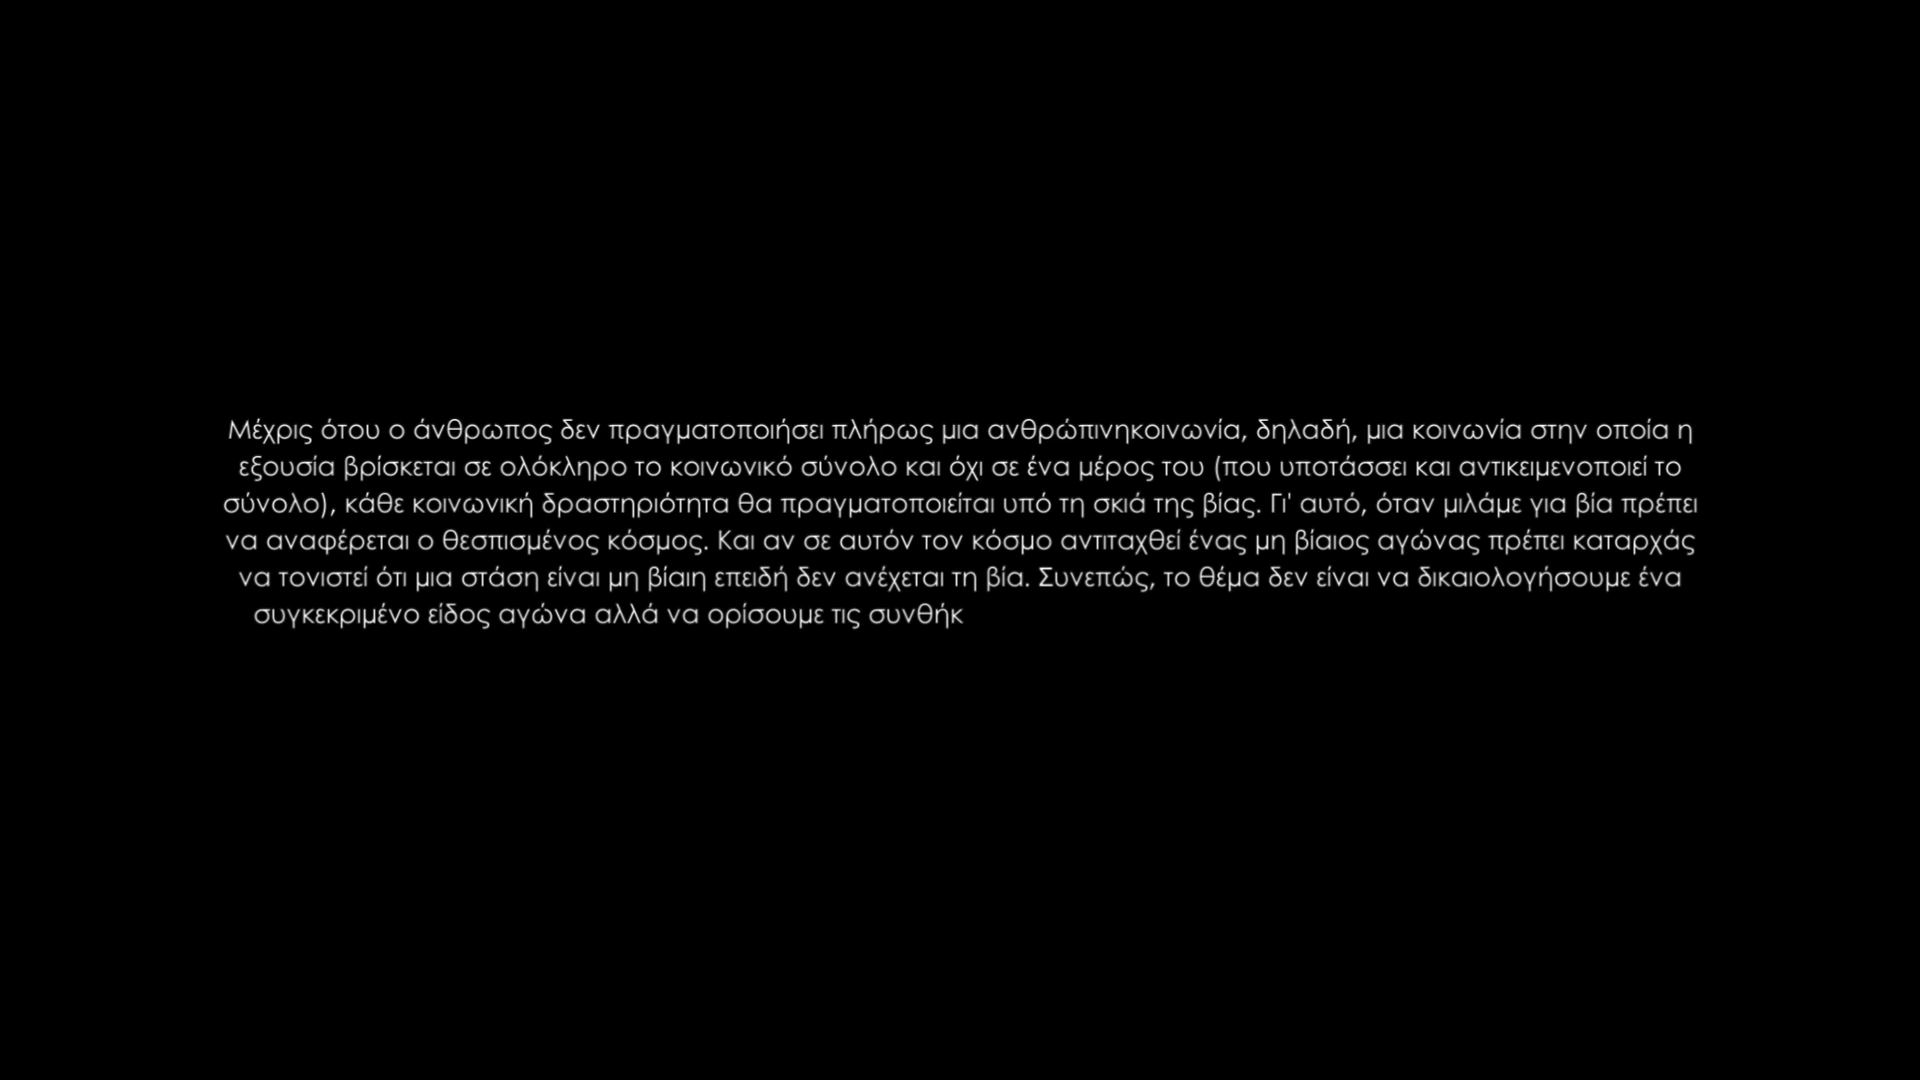 Μέχρις ότου ο άνθρωπος δεν πραγματοποιήσει πλήρως μια ανθρώπινηκοινωνία, δηλαδή, μια κοινωνία στην οποία η
εξουσία βρίσκεται σε ολόκληρο το κοινωνικό σύνολο και όχι σε ένα μέρος του (που υποτάσσει και αντικειμενοποιεί το
σύνολο), κάθε κοινωνική δραστηριότητα θα πραγματοποιείται υπό τη σκιά της βίας. Γι' αυτό, όταν μιλάμε για βία πρέπει
να αναφέρεται ο θεσπισμένος κόσμος. Και αν σε αυτόν τον κόσμο αντιταχθεί ένας μη βίαιος αγώνας πρέπει καταρχάς
να τονιστεί ότι μια στάση είναι μη βίαιη επειδή δεν ανέχεται τη βία. Συνεπώς, το θέμα δεν είναι να δικαιολογήσουμε ένα
συγκεκριμένο είδος αγώνα αλλά να ορίσουμε τις συνθήκ